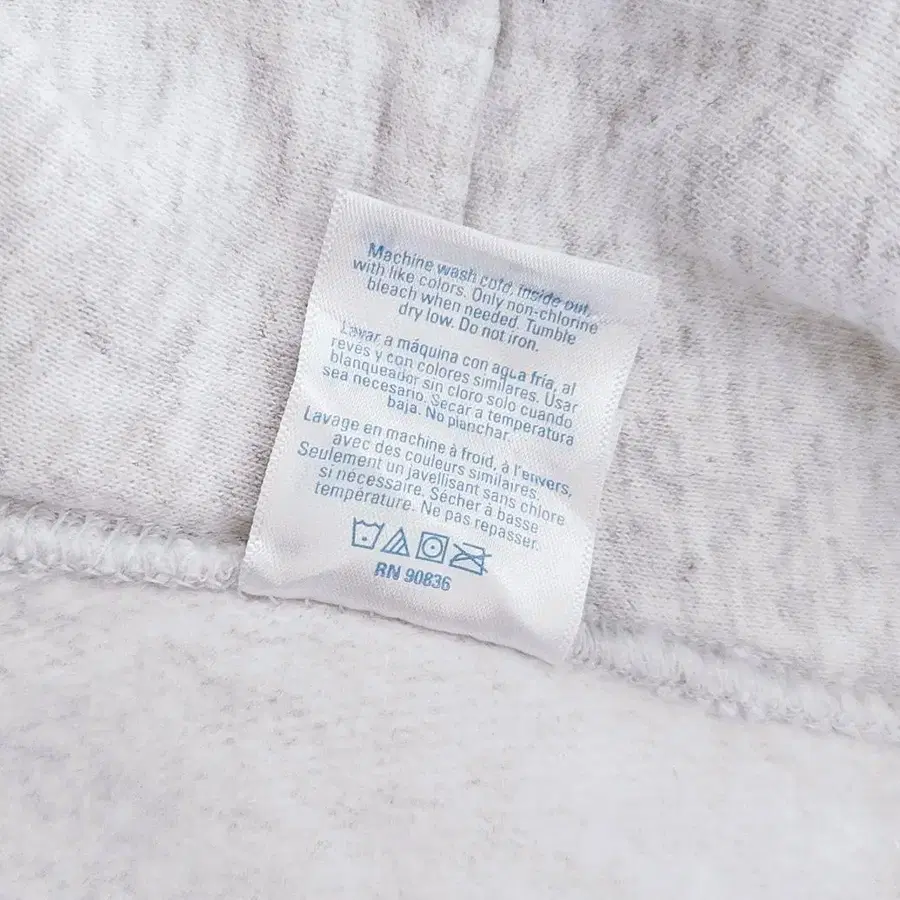 Machine wash cold, inside out,
with like colors. Only non-chlorine
bleach when needed. Tumble
dry low. Do not iron.
Lavar a máquina con agua fría, al
revés y con colores similares. Usar
blanqueador sin cloro solo cuando
sea necesario. Secar a temperatura
baja. No planchar.
Lavage en machine à froid, à l'envers,
avec des couleurs similaires.
Seulement un javellisant sans chlore
si nécessaire. Sécher à basse
température. Ne pas repasser.
RN 90836